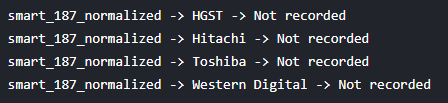 smart_187_normalized -> HGST -> Not recorded
smart_187_normalized -> Hitachi -> Not recorded
smart_187_normalized -> Toshiba -> Not recorded
smart_187_normalized -> Western Digital -> Not recorded